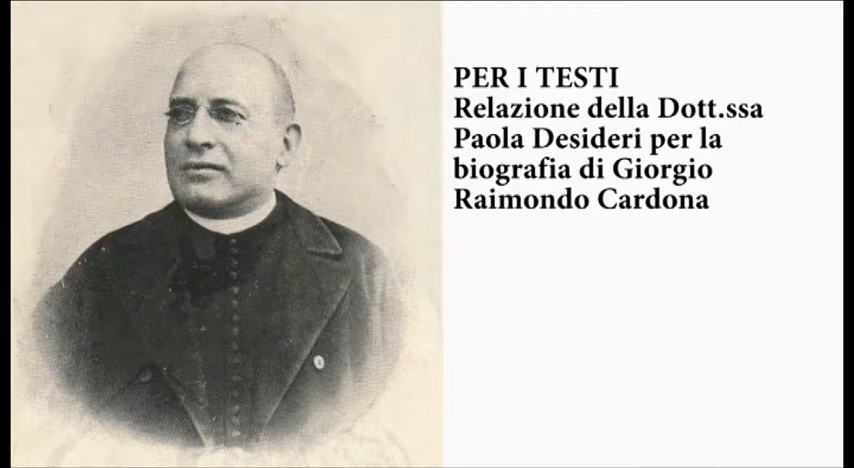 PER I TESTI
Relazione della Dott.ssa
Paola Desideri per la
biografia di Giorgio
Raimondo Cardona